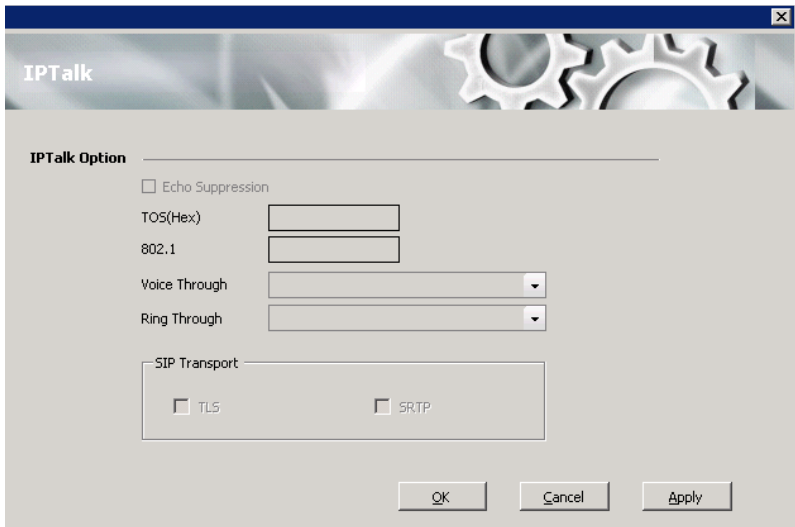 IPTalk
IPTalk Option
Echo Suppression
TOS(Hex)
802.1
Voice Through
Ring Through
SIP Transport
TLS
SRTP
OK
Cancel
Apply